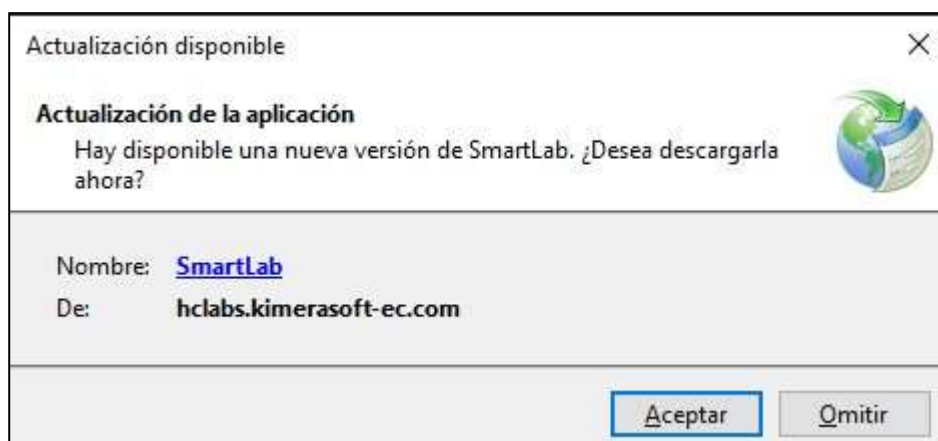 Actualización disponible
Actualización de la aplicación
Hay disponible una nueva versión de SmartLab. ¿Desea descargarla
ahora?
Nombre: SmartLab
De: hclabs.kimerasoft-ec.com
Aceptar Omitir